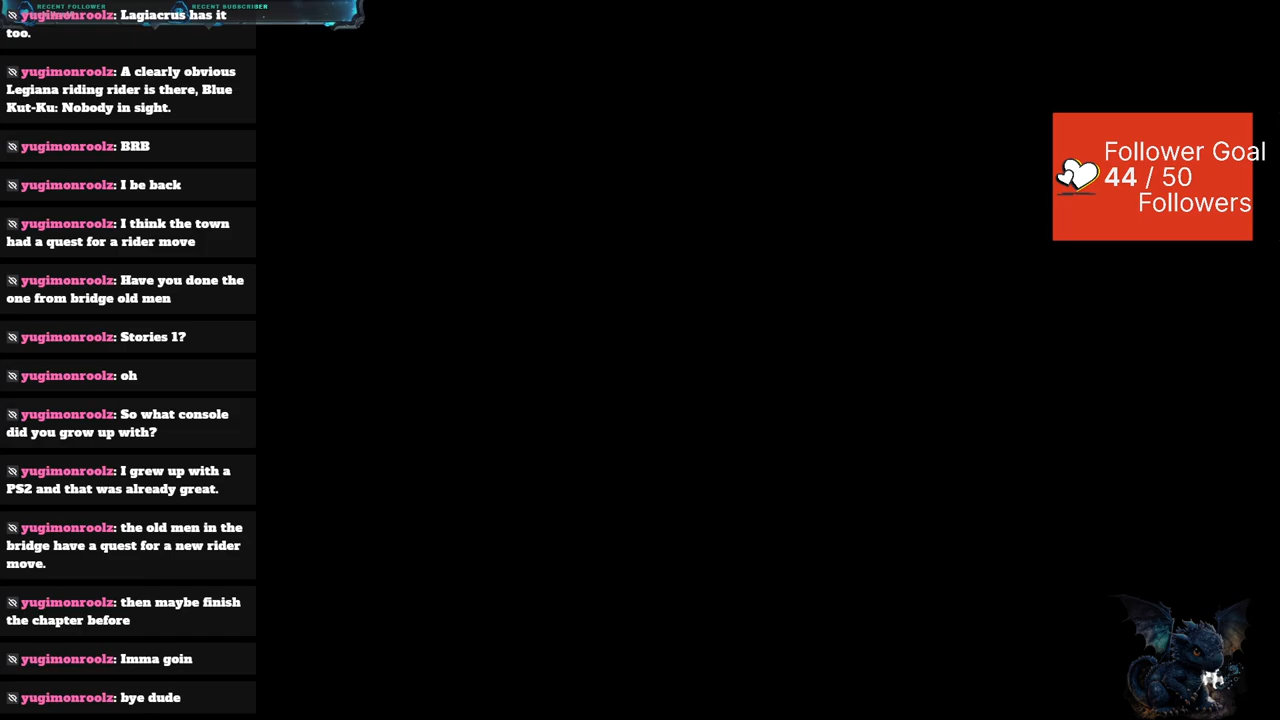 RECENT FOLLOWER
RECENT SUBSCRIBER
yugimonroolz: Lagiacrus has it
too.
yugimonroolz: A clearly obvious
Legiana riding rider is there, Blue
Kut-Ku: Nobody in sight.
yugimonroolz: BRB
yugimonroolz: I be back
yugimonroolz: I think the town
had a quest for a rider move
yugimonroolz: Have you done the
one from bridge old men
yugimonroolz: Stories 1?
yugimonroolz: oh
yugimonroolz: So what console
did you grow up with?
yugimonroolz: I grew up with a
PS2 and that was already great.
yugimonroolz: the old men in the
bridge have a quest for a new rider
move.
yugimonroolz: then maybe finish
the chapter before
yugimonroolz: Imma goin
yugimonroolz: bye dude
Follower Goal
44 / 50
Followers